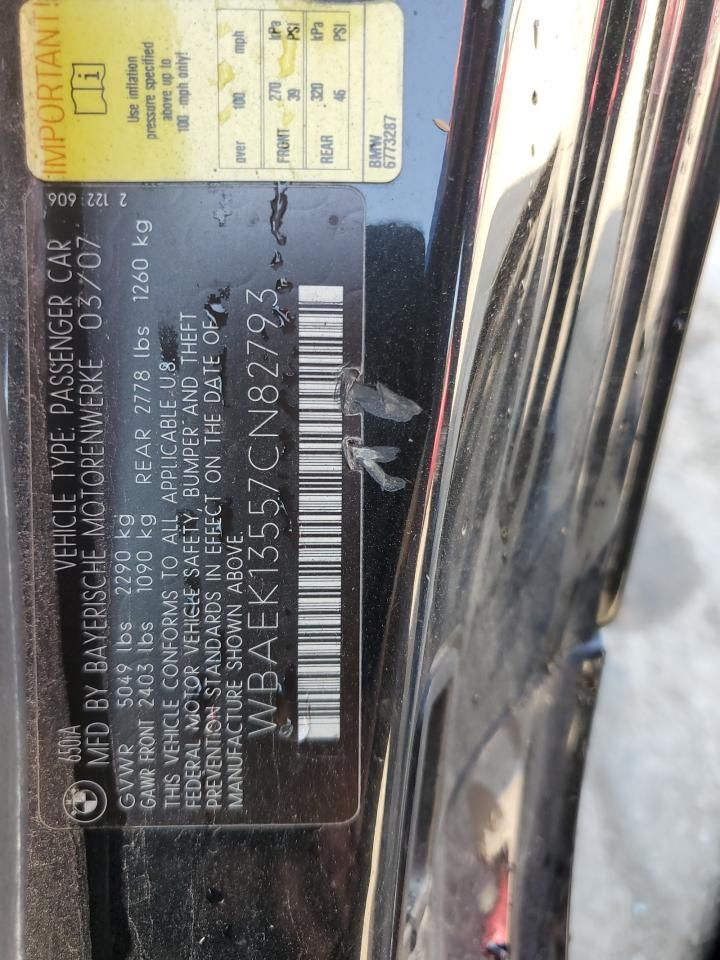 650iA VEHICLE TYPE: PASSENGER CAR
MFD BY BAYERISCHE MOTORENWERKE 03/07
GVWR 5049 lbs 2290 kg
GAWR FRONT 2403 lbs 1090 kg REAR 2778 lbs 1260 kg
THIS VEHICLE CONFORMS TO ALL APPLICABLE U.S.
FEDERAL MOTOR VEHICLE SAFETY, BUMPER AND THEFT
PREVENTION STANDARDS IN EFFECT ON THE DATE OF
MANUFACTURE SHOWN ABOVE.
WBAEK13557CN82793
2 122 606
IMPORTANT!
i
Use inflation
pressure specified
above up to
100 mph only!
over 100 mph
FRONT 270 kPa
39 PSI
REAR 320 kPa
46 PSI
BMW
6773287